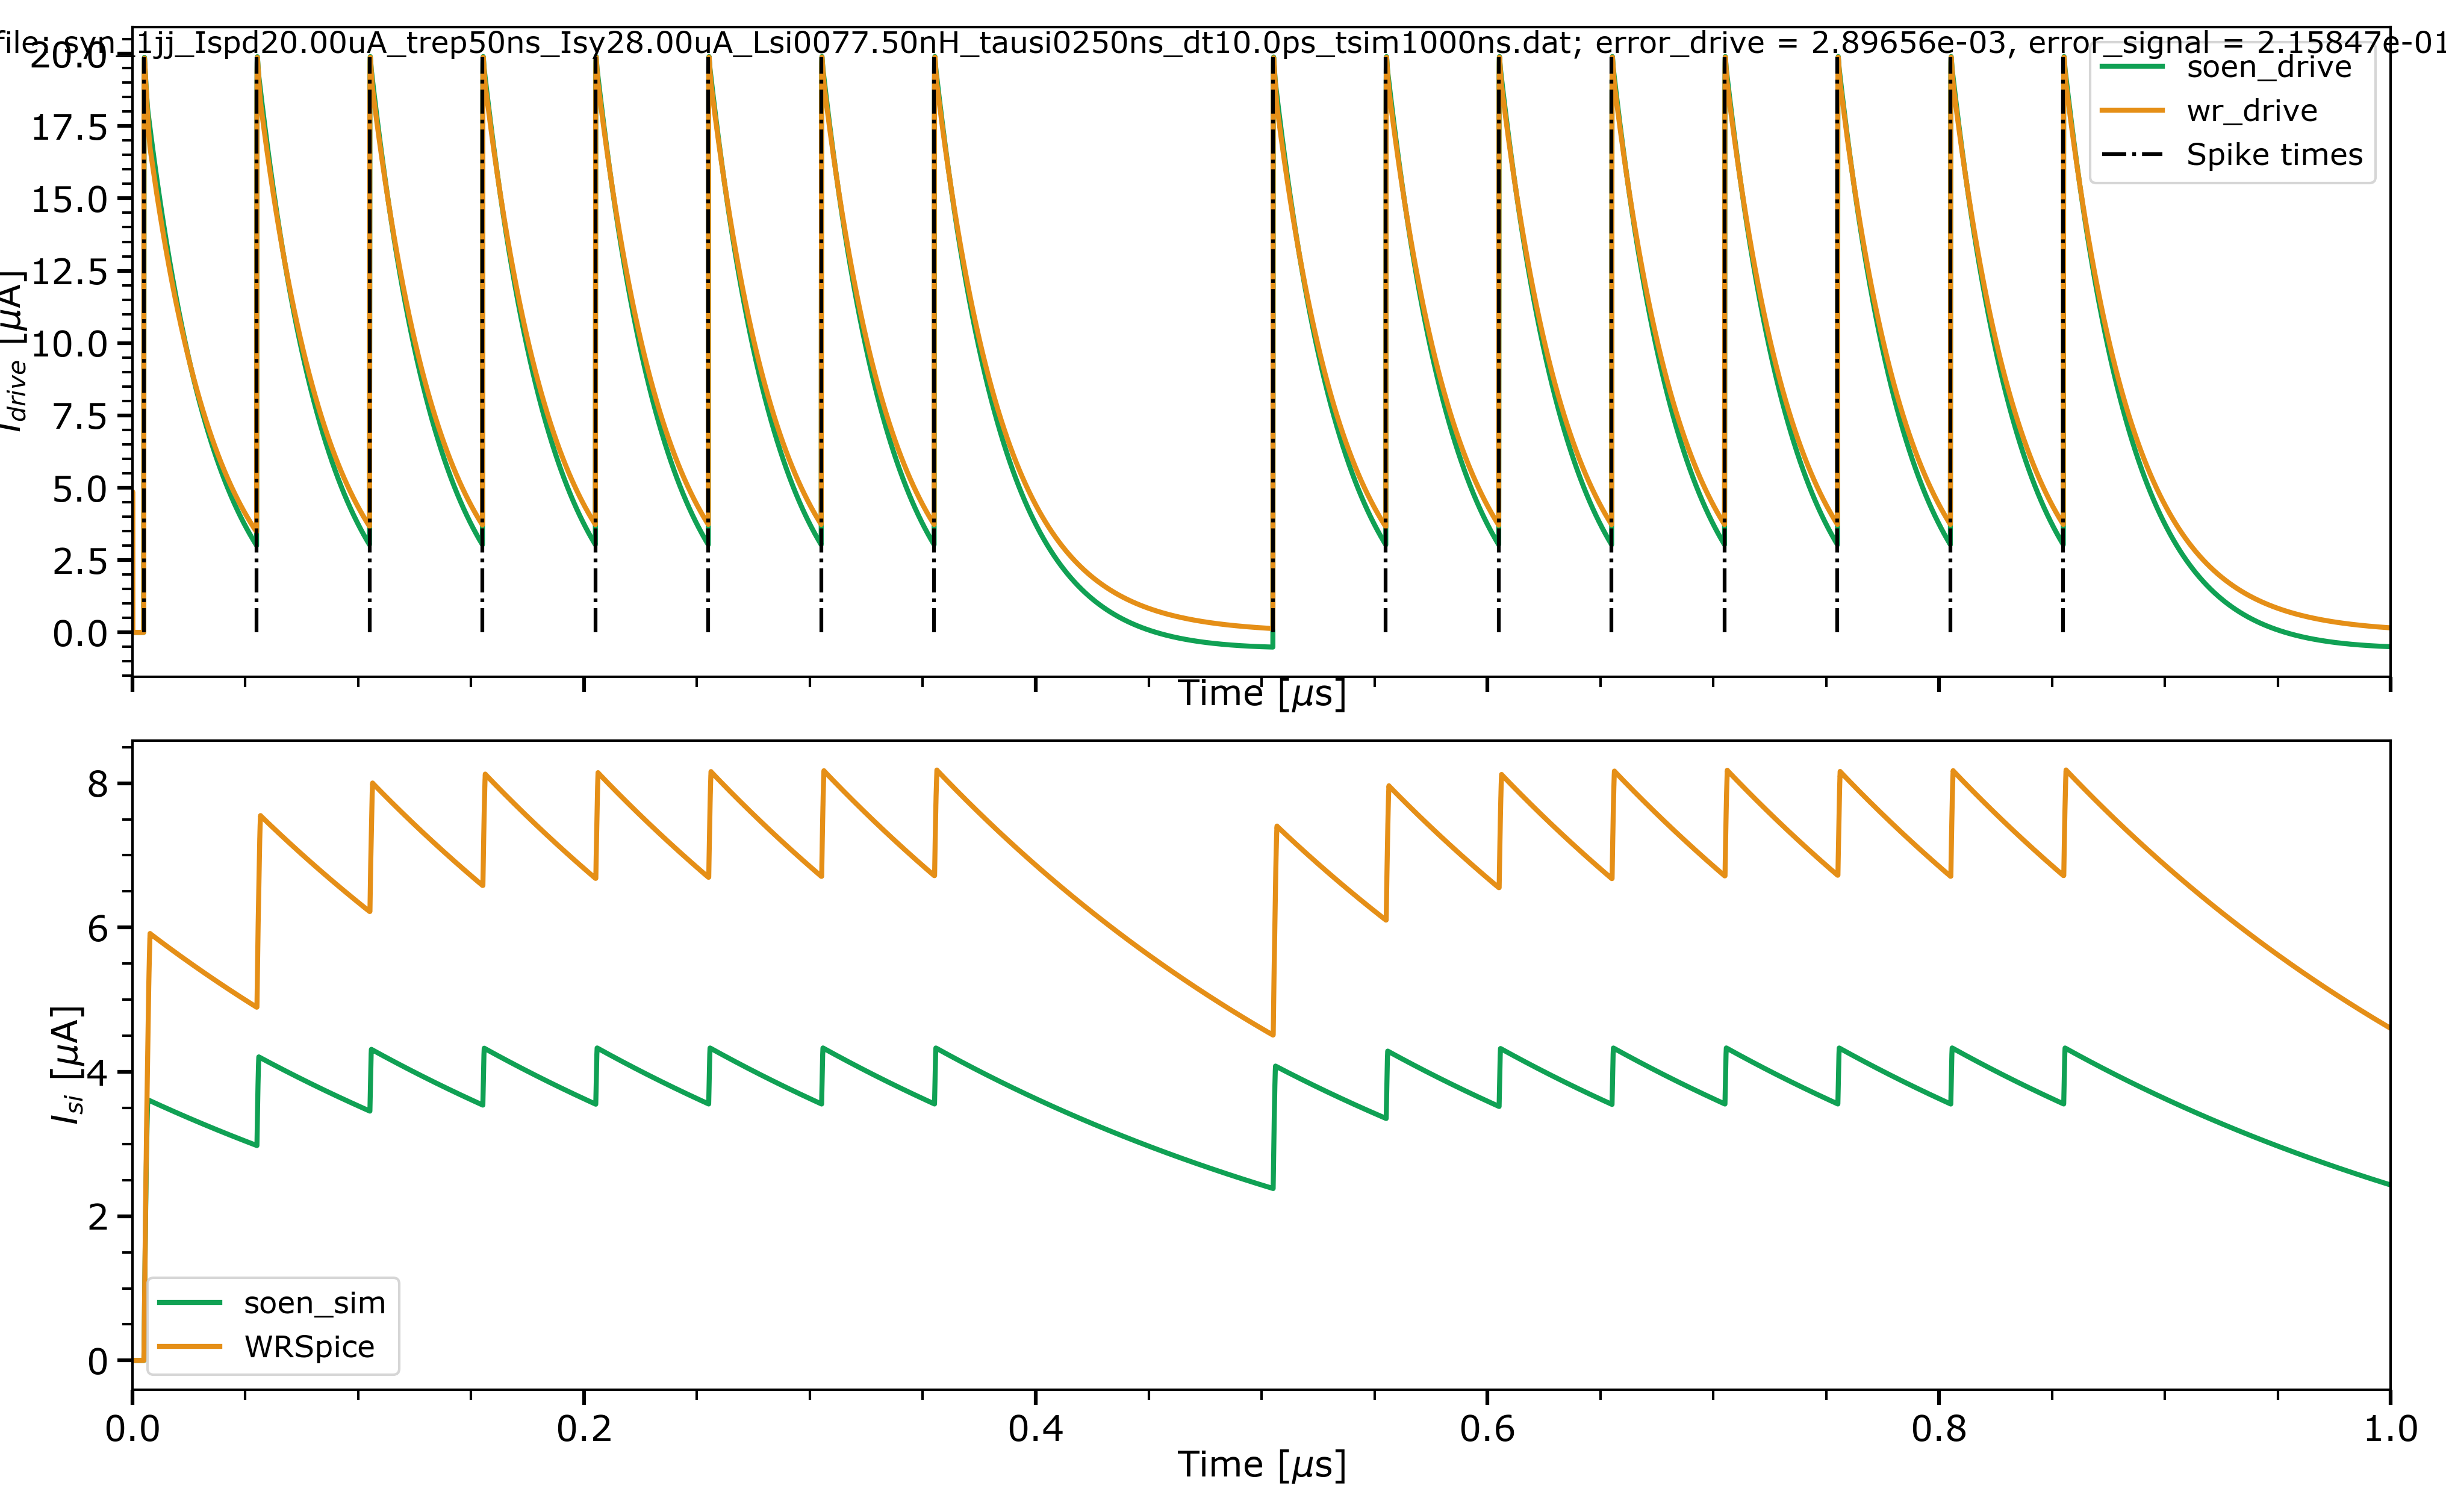 file: syn_1jj_Ispd20.00uA_trep50ns_Isy28.00uA_Lsi0077.50nH_tausi0250ns_dt10.0ps_tsim1000ns.dat; error_drive = 2.89656e-03, error_signal = 2.15847e-01
20.0
17.5
15.0
12.5
10.0
7.5
5.0
2.5
0.0
I_drive [μA]
soen_drive
wr_drive
Spike times
Time [μs]
8
6
4
2
0
I_si [μA]
soen_sim
WRSpice
0.0 0.2 0.4 0.6 0.8 1.0
Time [μs]